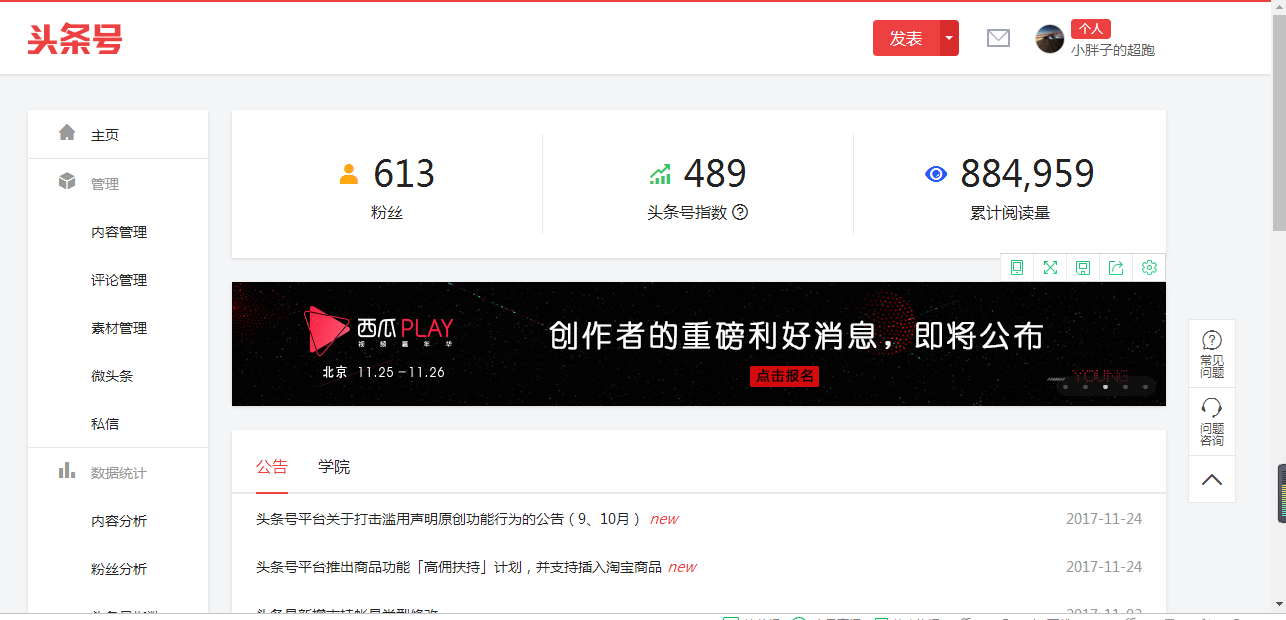 头条号
发表
个人
小胖子的超跑
主页
管理
内容管理
评论管理
素材管理
微头条
私信
数据统计
内容分析
粉丝分析
613
粉丝
489
头条号指数
884,959
累计阅读量
西瓜PLAY
视频嘉年华
北京 11.25－11.26
创作者的重磅利好消息，即将公布
点击报名
YOUNG
公告 学院
头条号平台关于打击滥用声明原创功能行为的公告（9、10月） new 2017-11-24
头条号平台推出商品功能「高佣扶持」计划，并支持插入淘宝商品 new 2017-11-24
常见
问题
问题
咨询